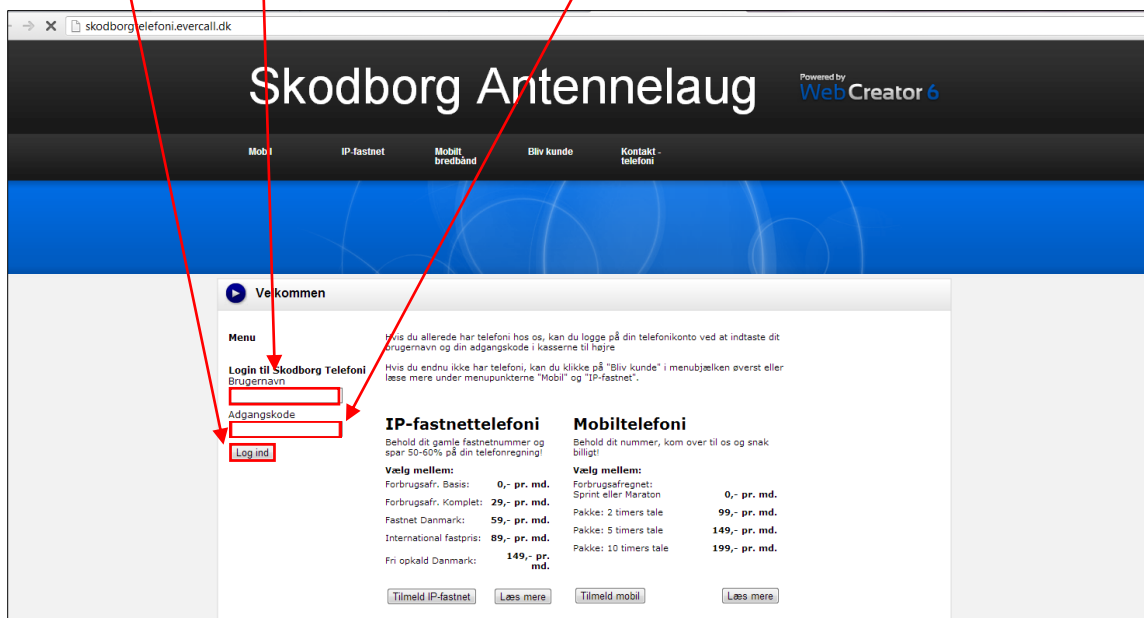 skodborgtelefoni.evercall.dk
Skodborg Antennelaug
Powered by
WebCreator 6
Mobil
IP-fastnet
Mobilt
bredbånd
Bliv kunde
Kontakt -
telefoni
Velkommen
Menu
Login til Skodborg Telefoni
Brugernavn
Adgangskode
Log ind
Hvis du allerede har telefoni hos os, kan du logge på din telefonikonto ved at indtaste dit
brugernavn og din adgangskode i kasserne til højre
Hvis du endnu ikke har telefoni, kan du klikke på "Bliv kunde" i menubjælken øverst eller
læse mere under menupunkterne "Mobil" og "IP-fastnet".
IP-fastnettelefoni
Behold dit gamle fastnetnummer og
spar 50-60% på din telefonregning!
Vælg mellem:
Forbrugsafr. Basis: 0,- pr. md.
Forbrugsafr. Komplet: 29,- pr. md.
Fastnet Danmark: 59,- pr. md.
International fastpris: 89,- pr. md.
Fri opkald Danmark: 149,- pr.
md.
Tilmeld IP-fastnet Læs mere
Mobiltelefoni
Behold dit nummer, kom over til os og snak
billigt!
Vælg mellem:
Forbrugsafregnet:
Sprint eller Maraton 0,- pr. md.
Pakke: 2 timers tale 99,- pr. md.
Pakke: 5 timers tale 149,- pr. md.
Pakke: 10 timers tale 199,- pr. md.
Tilmeld mobil Læs mere